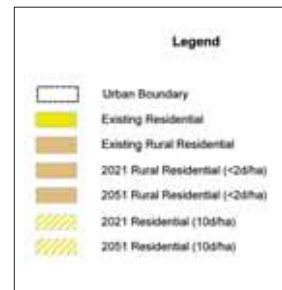 Legend
Urban Boundary
Existing Residential
Existing Rural Residential
2021 Rural Residential (<2d/ha)
2051 Rural Residential (<2d/ha)
2021 Residential (10d/ha)
2051 Residential (10d/ha)